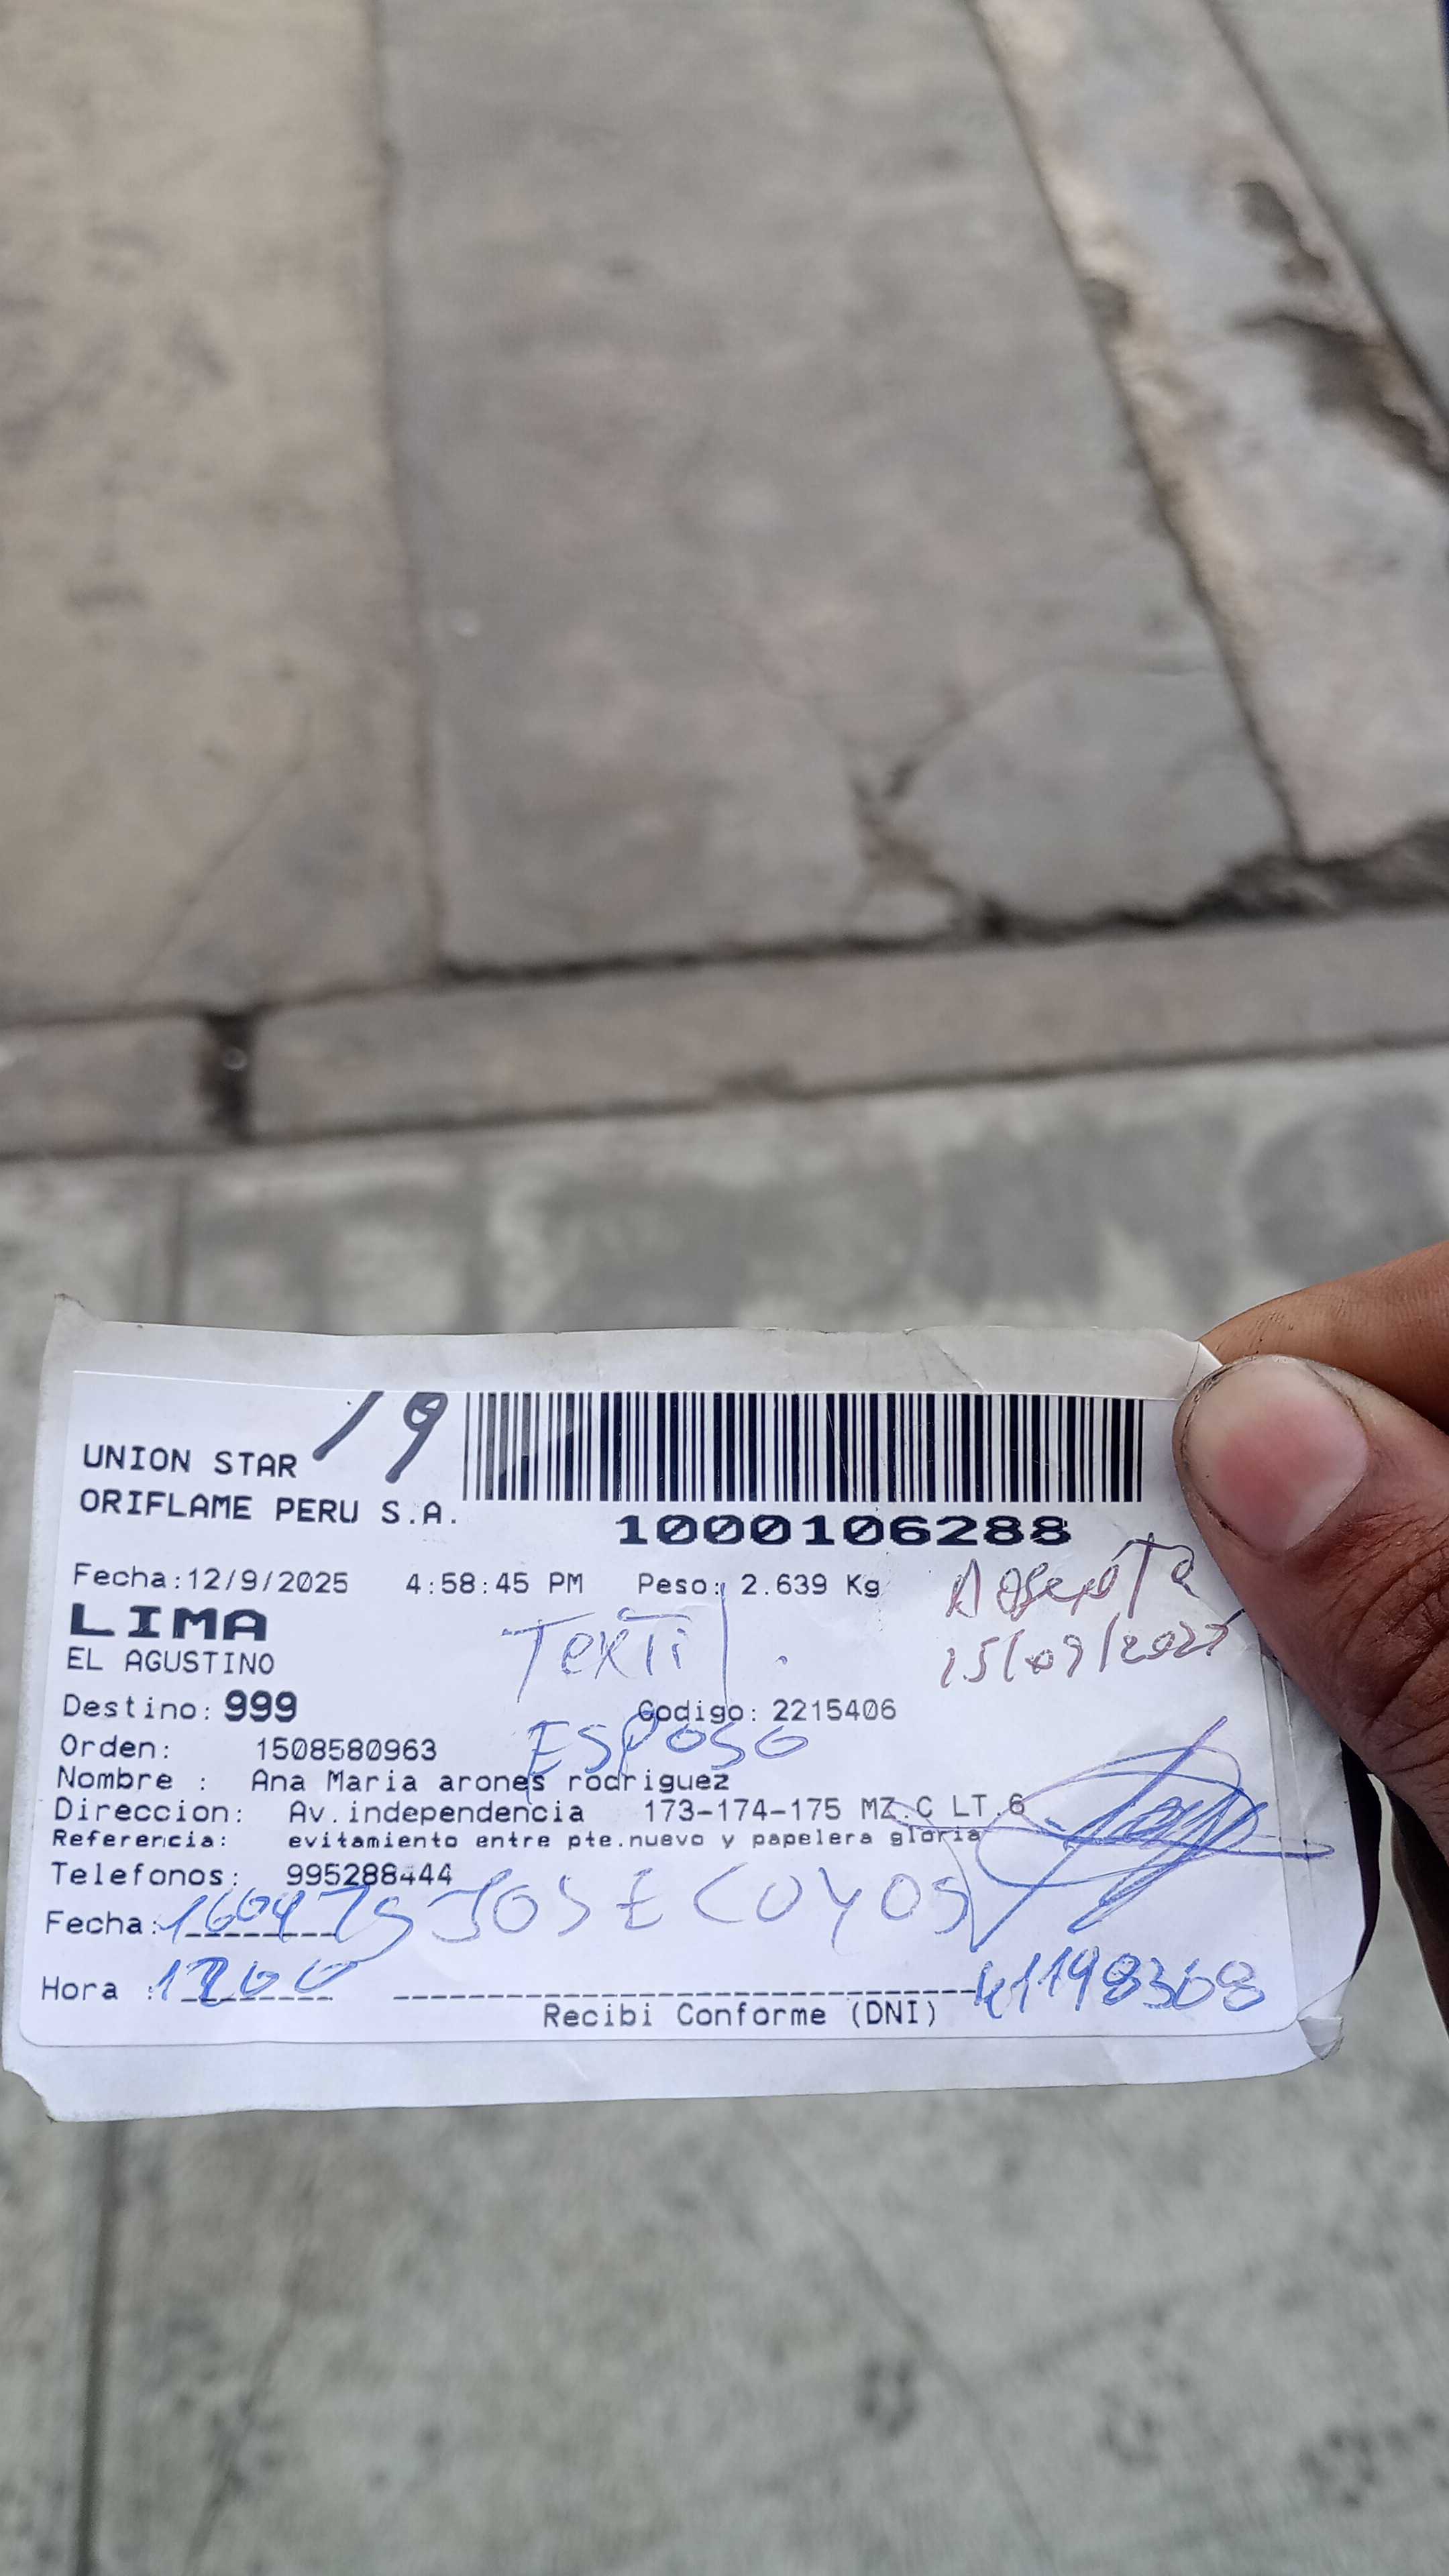 19
UNION STAR
ORIFLAME PERU S.A.
1000106288
Fecha:12/9/2025 4:58:45 PM Peso: 2.639 Kg
15/09/2025
LIMA
EL AGUSTINO
Textil.
Destino: 999 Codigo: 2215406
ESPOSO
Orden: 1508580963
Nombre : Ana Maria arones rodriguez
Direccion: Av.independencia 173-174-175 MZ.C LT.6
Referencia: evitamiento entre pte.nuevo y papelera gloria
Telefonos: 995288444
Fecha: 160925 JOSE COYOS
Hora : 1200 41198368
Recibi Conforme (DNI)